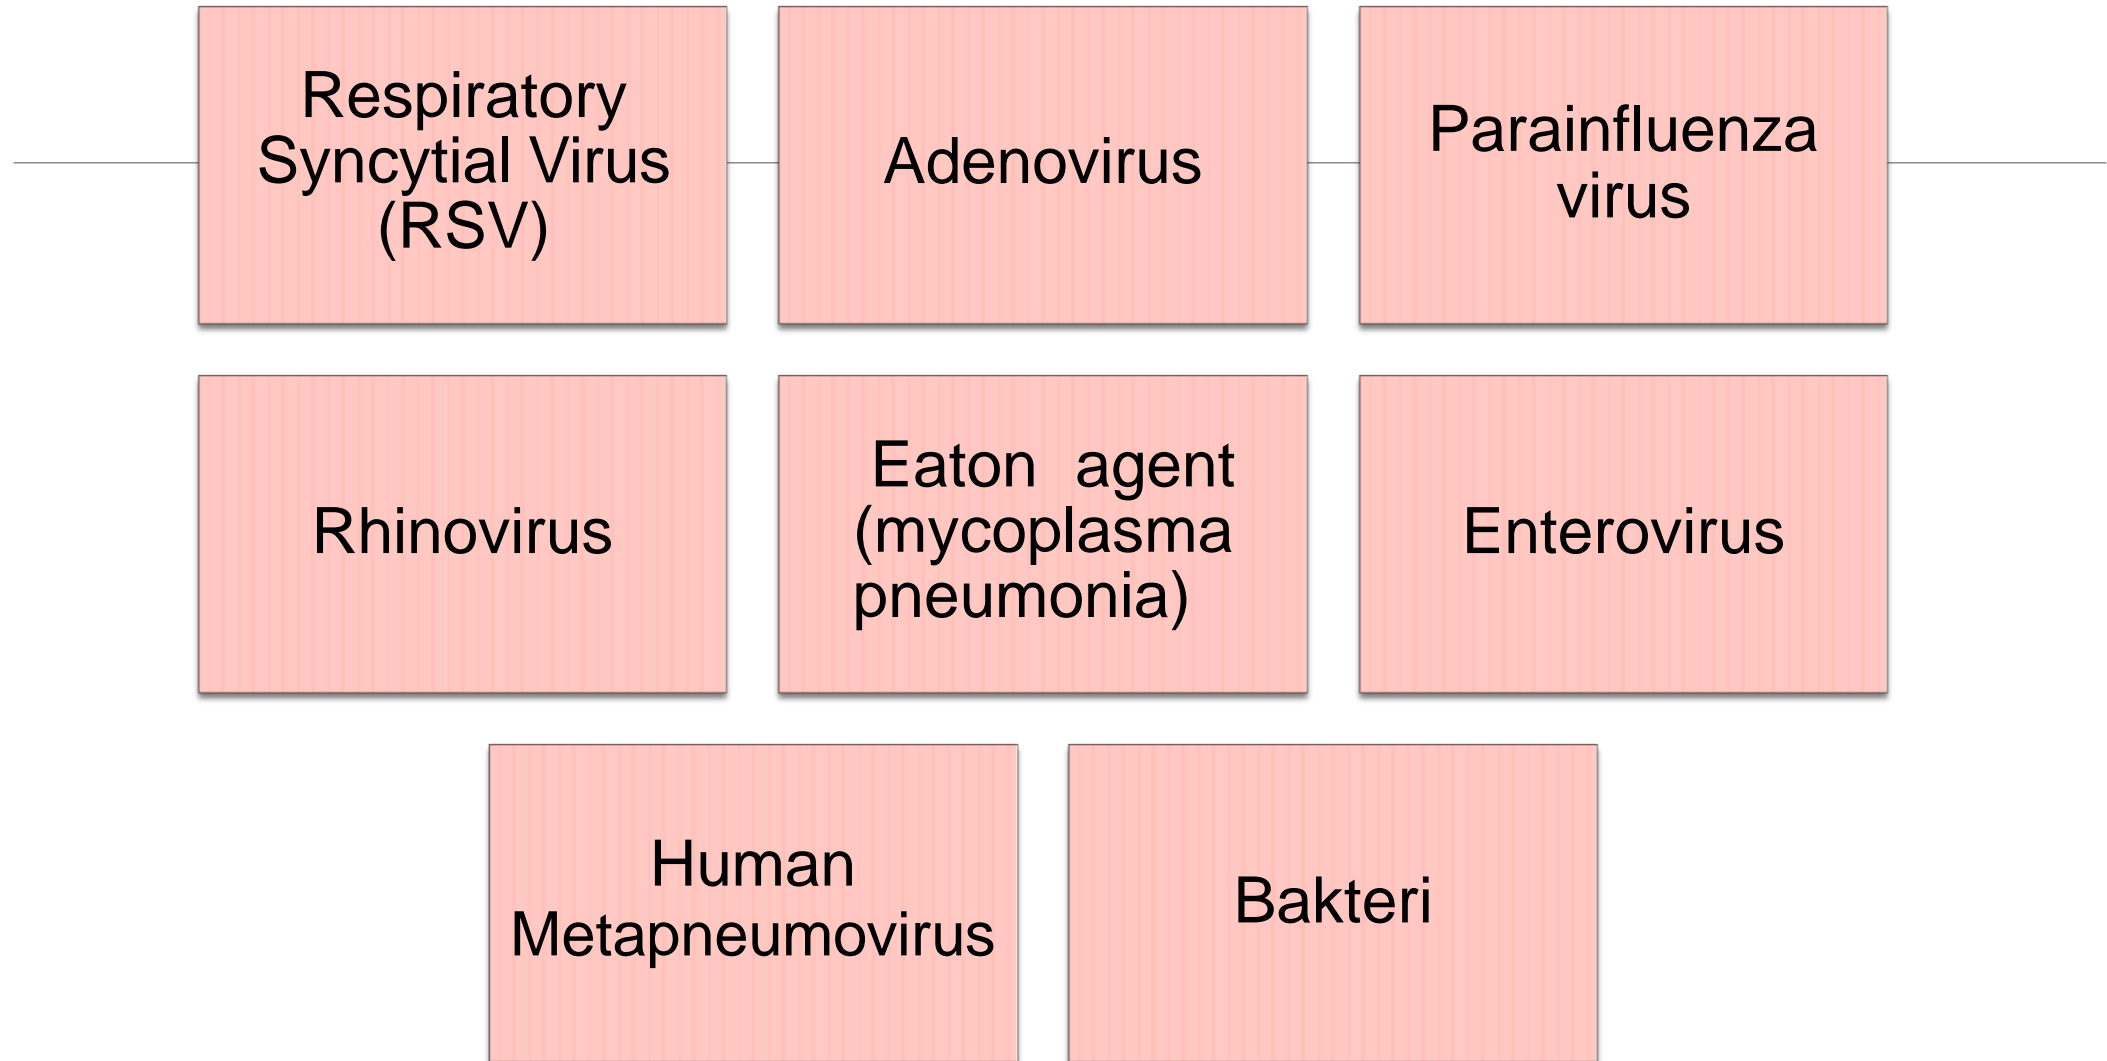 Respiratory
Syncytial Virus
(RSV)
Adenovirus
Parainfluenza
virus
Rhinovirus
Eaton agent
(mycoplasma
pneumonia)
Enterovirus
Human
Metapneumovirus
Bakteri